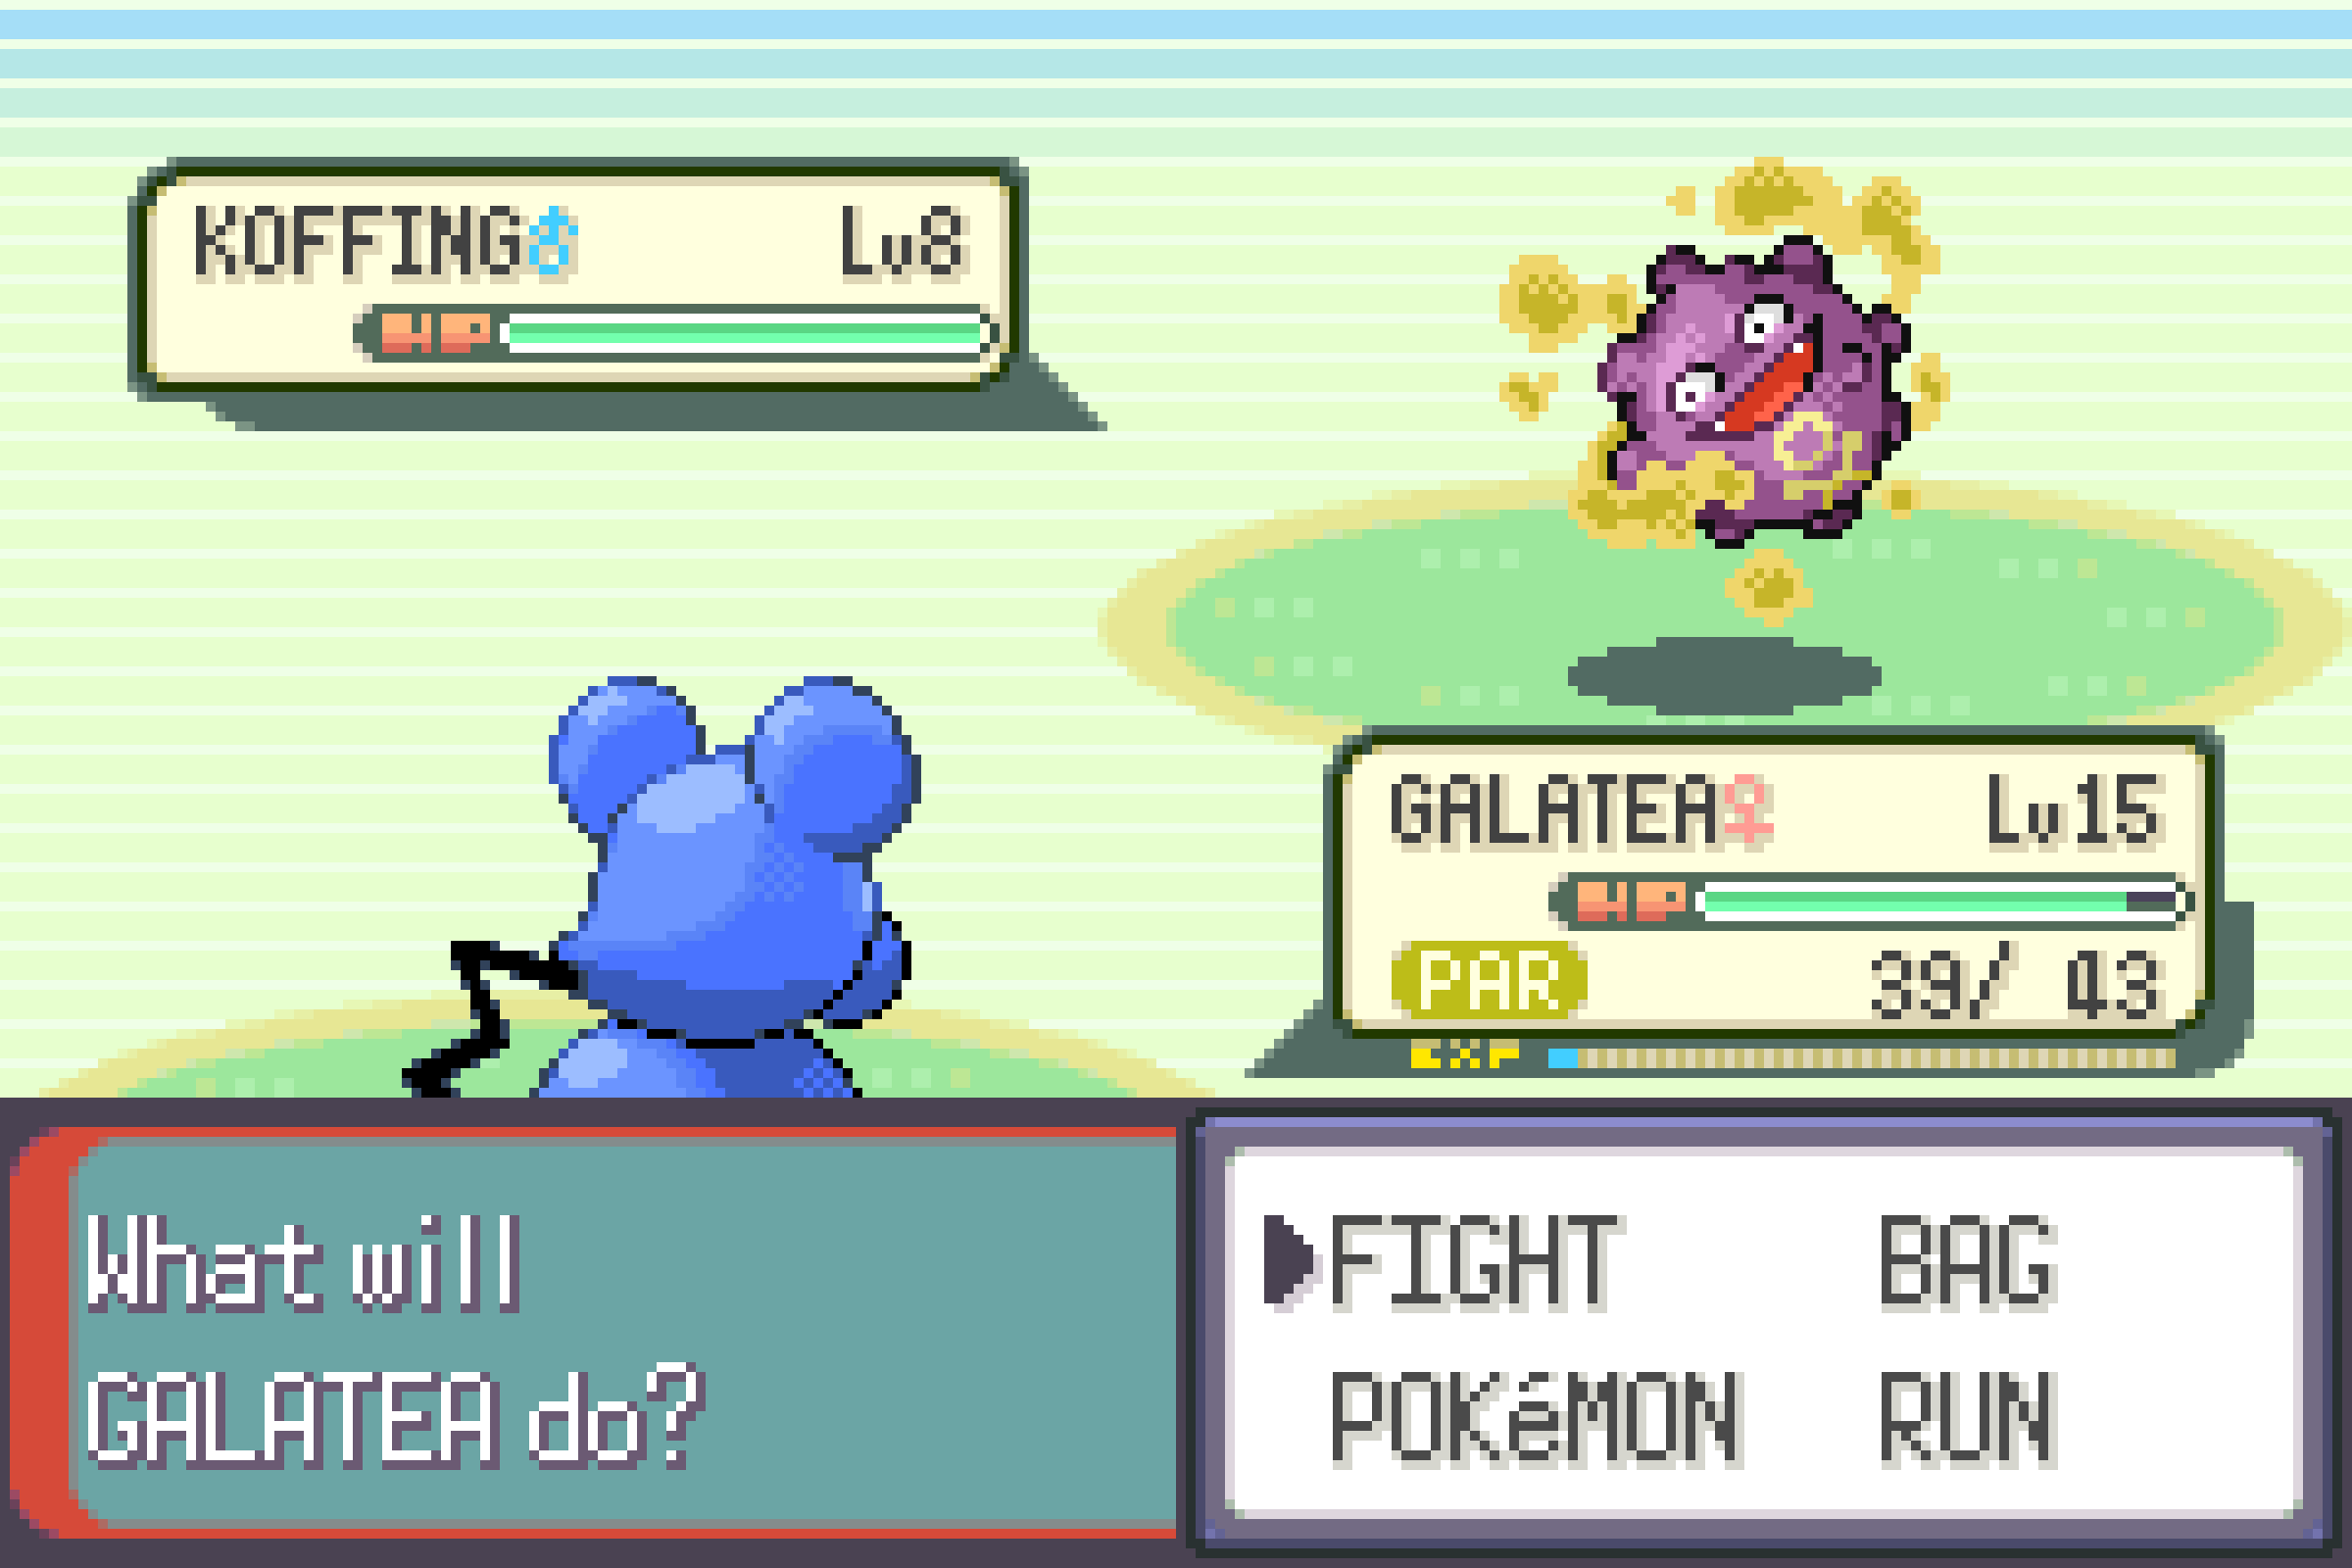 KOFFING♂ Lv8
HP
GALATEA♀ Lv15
HP
PAR 39/ 43
EXP
What will
GALATEA do?
FIGHT BAG
POKéMON RUN